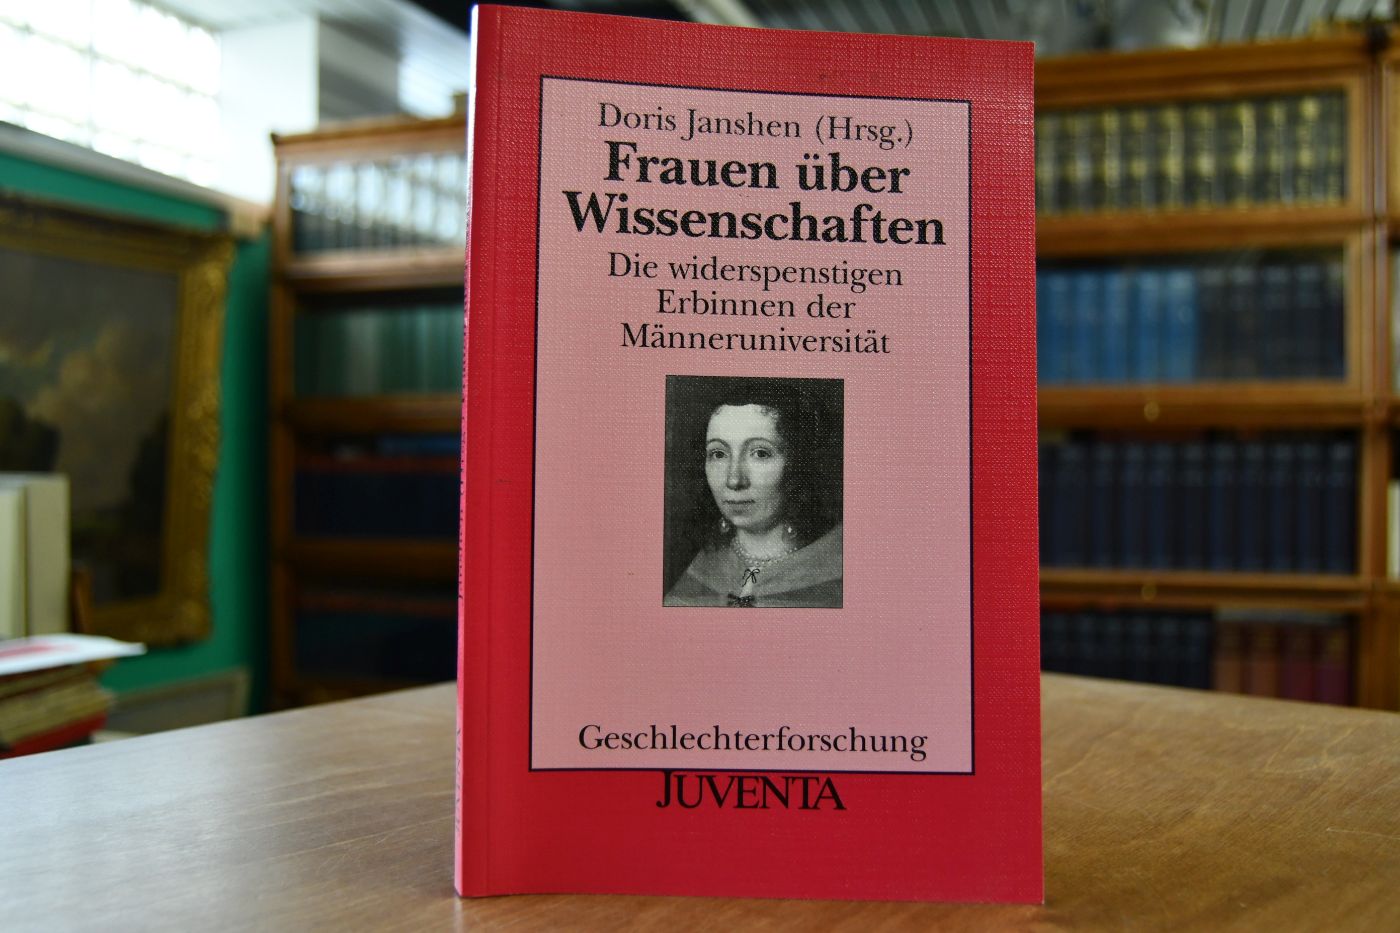 Doris Janshen (Hrsg.)
Frauen über
Wissenschaften
Die widerspenstigen
Erbinnen der
Männeruniversität
Geschlechterforschung
JUVENTA